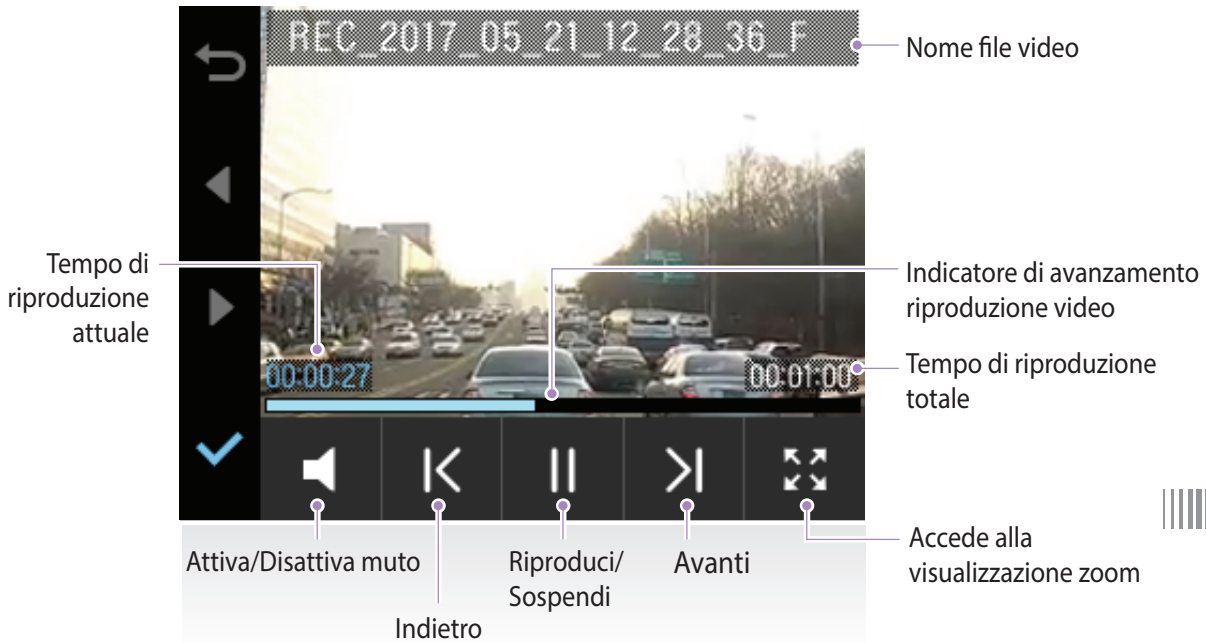 REC_2017_05_21_12_28_36_F
Nome file video
Tempo di
riproduzione
attuale
Indicatore di avanzamento
riproduzione video
00:00:27
00:01:00
Tempo di riproduzione
totale
Attiva/Disattiva muto
Indietro
Riproduci/
Sospendi
Avanti
Accede alla
visualizzazione zoom